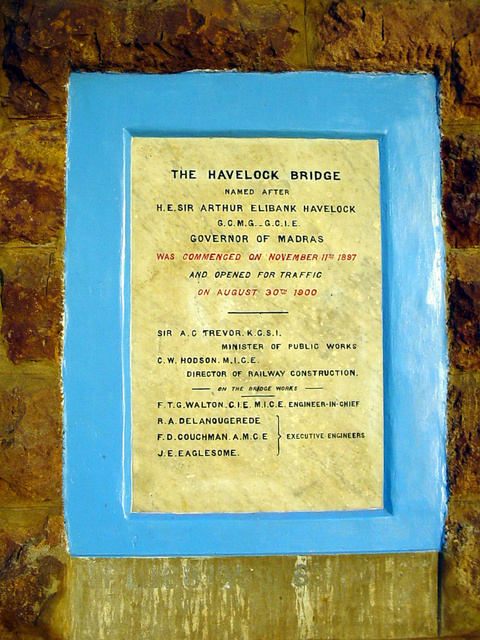 THE HAVELOCK BRIDGE
NAMED AFTER
H.E. SIR ARTHUR ELIBANK HAVELOCK
G.C.M.G._G.C.I.E.
GOVERNOR OF MADRAS
WAS COMMENCED ON NOVEMBER 11TH 1897
AND OPENED FOR TRAFFIC
ON AUGUST 30TH 1900
SIR A.C TREVOR. K.C.S.I.
MINISTER OF PUBLIC WORKS
C.W. HODSON. M.I.C.E.
DIRECTOR OF RAILWAY CONSTRUCTION.
ON THE BRIDGE WORKS
F.T.G. WALTON. C.I.E. M.I.C.E. ENGINEER-IN-CHIEF
R.A. DELANOUGEREDE
F.D. COUCHMAN. A.M.C.E EXECUTIVE ENGINEERS
J.E. EAGLESOME.